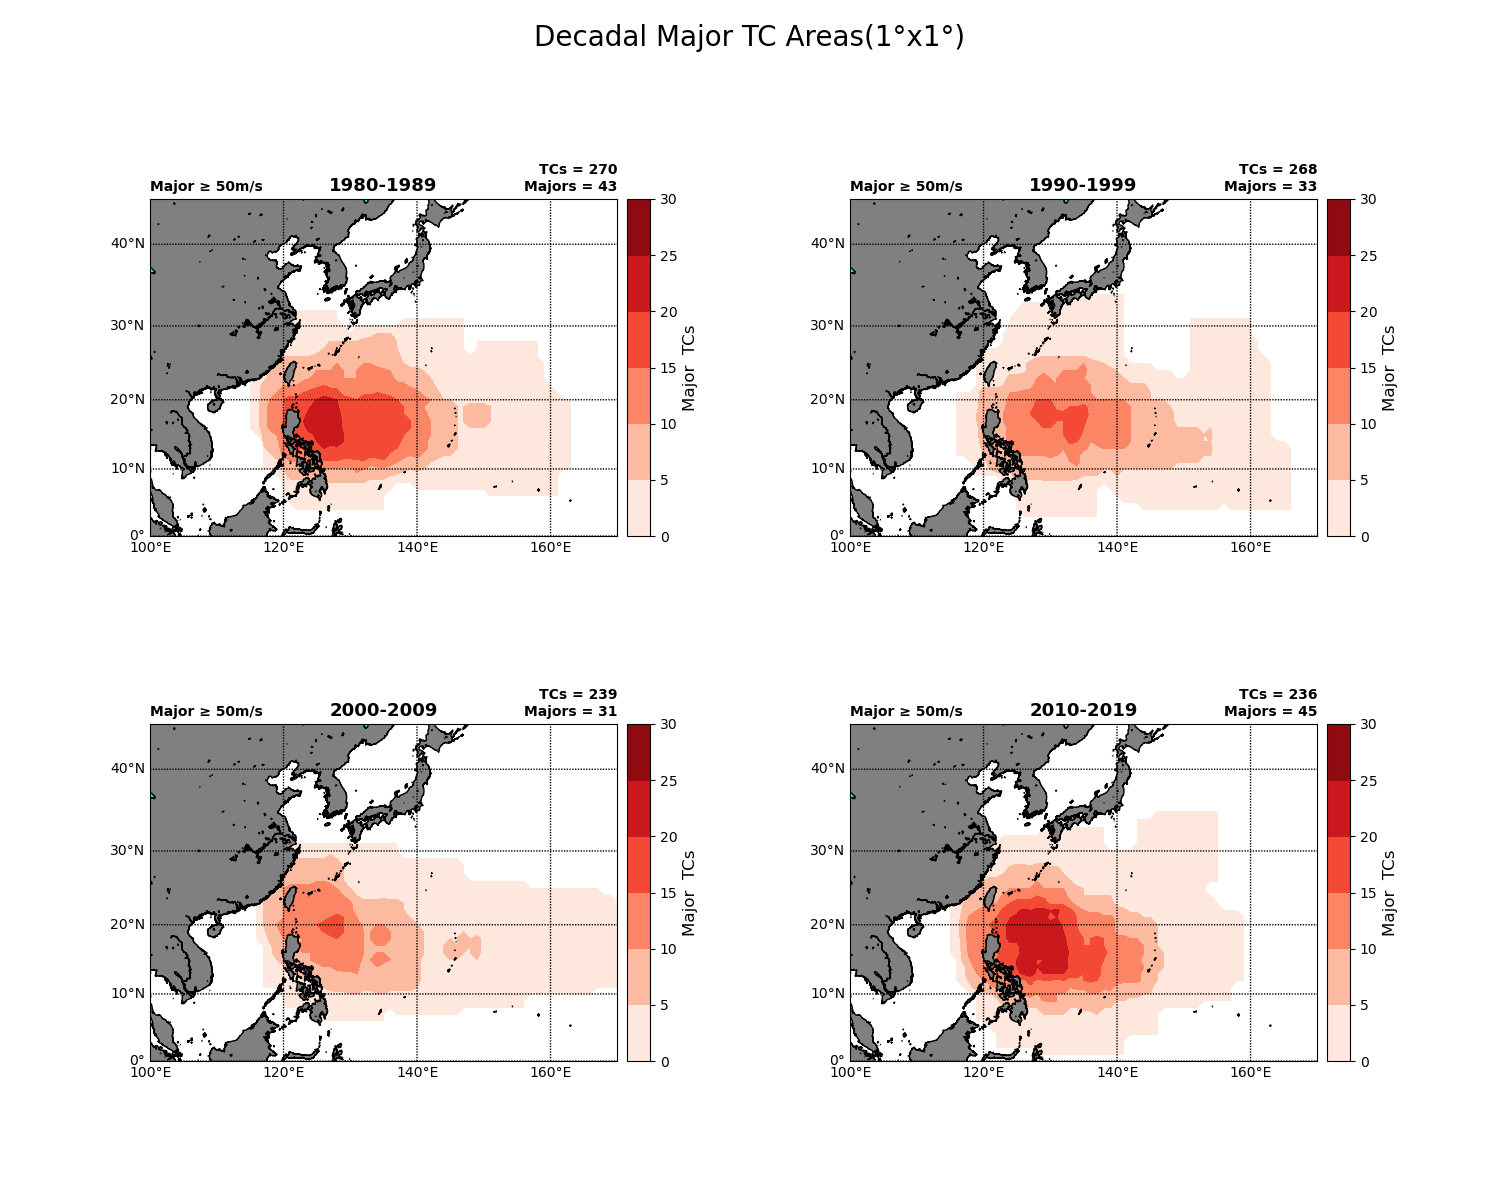 Decadal Major TC Areas(1°x1°)
TCs = 270
Major ≥ 50m/s 1980-1989 Majors = 43
40°N
30°N
20°N
10°N
0°
100°E 120°E 140°E 160°E
30
25
20
15
10
5
0
Major TCs
TCs = 268
Major ≥ 50m/s 1990-1999 Majors = 33
40°N
30°N
20°N
10°N
0°
100°E 120°E 140°E 160°E
30
25
20
15
10
5
0
Major TCs
TCs = 239
Major ≥ 50m/s 2000-2009 Majors = 31
40°N
30°N
20°N
10°N
0°
100°E 120°E 140°E 160°E
30
25
20
15
10
5
0
Major TCs
TCs = 236
Major ≥ 50m/s 2010-2019 Majors = 45
40°N
30°N
20°N
10°N
0°
100°E 120°E 140°E 160°E
30
25
20
15
10
5
0
Major TCs